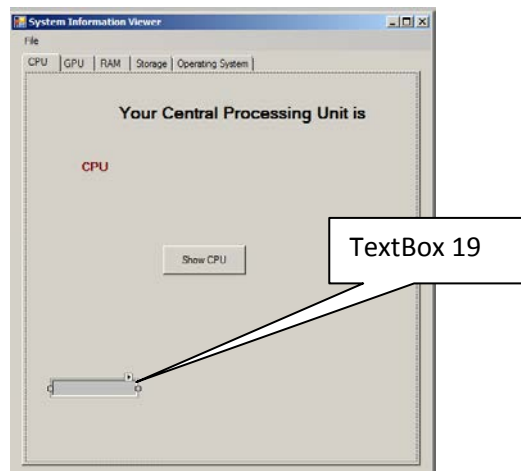 System Information Viewer
File
CPU GPU RAM Storage Operating System
Your Central Processing Unit is
CPU
TextBox 19
Show CPU